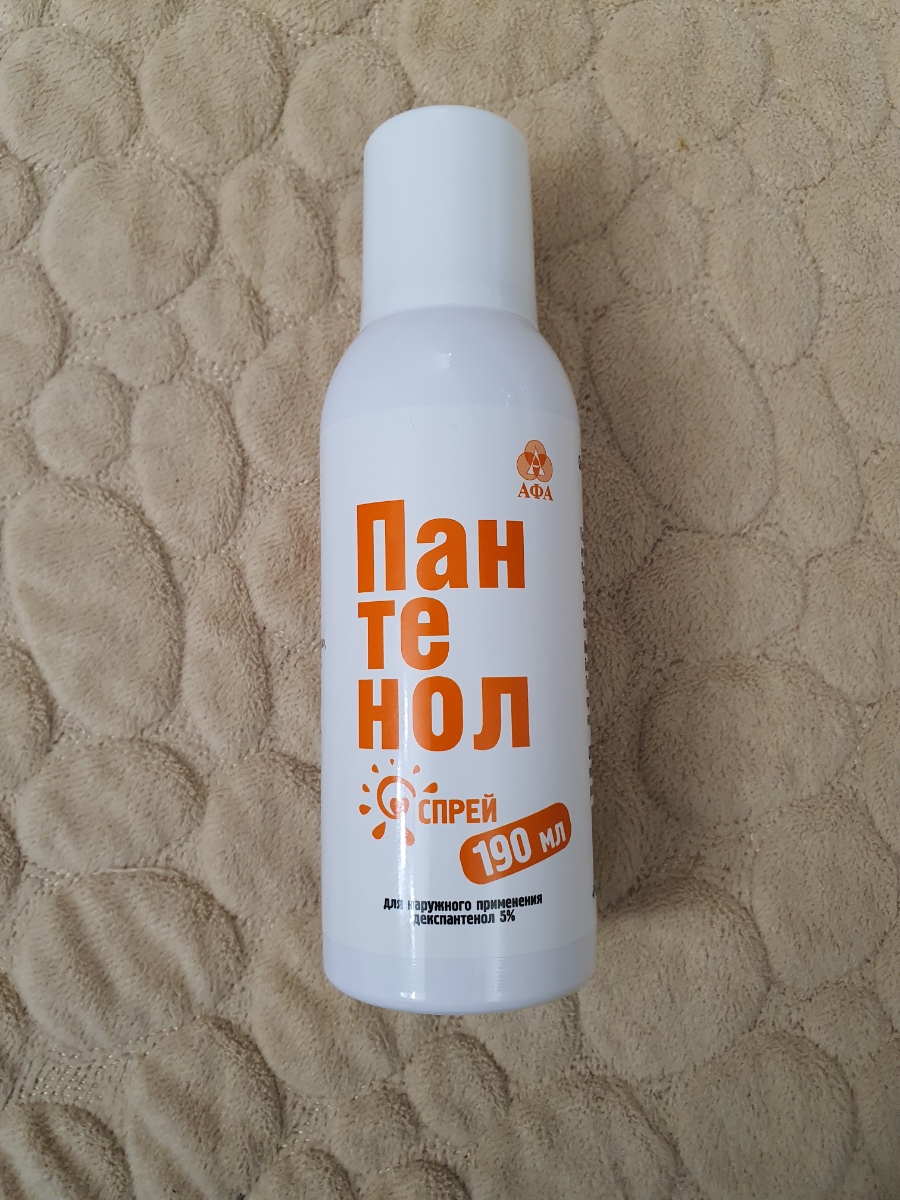 АФА
Пан
те
нол
СПРЕЙ
190 мл
для наружного применения
декспантенол 5%